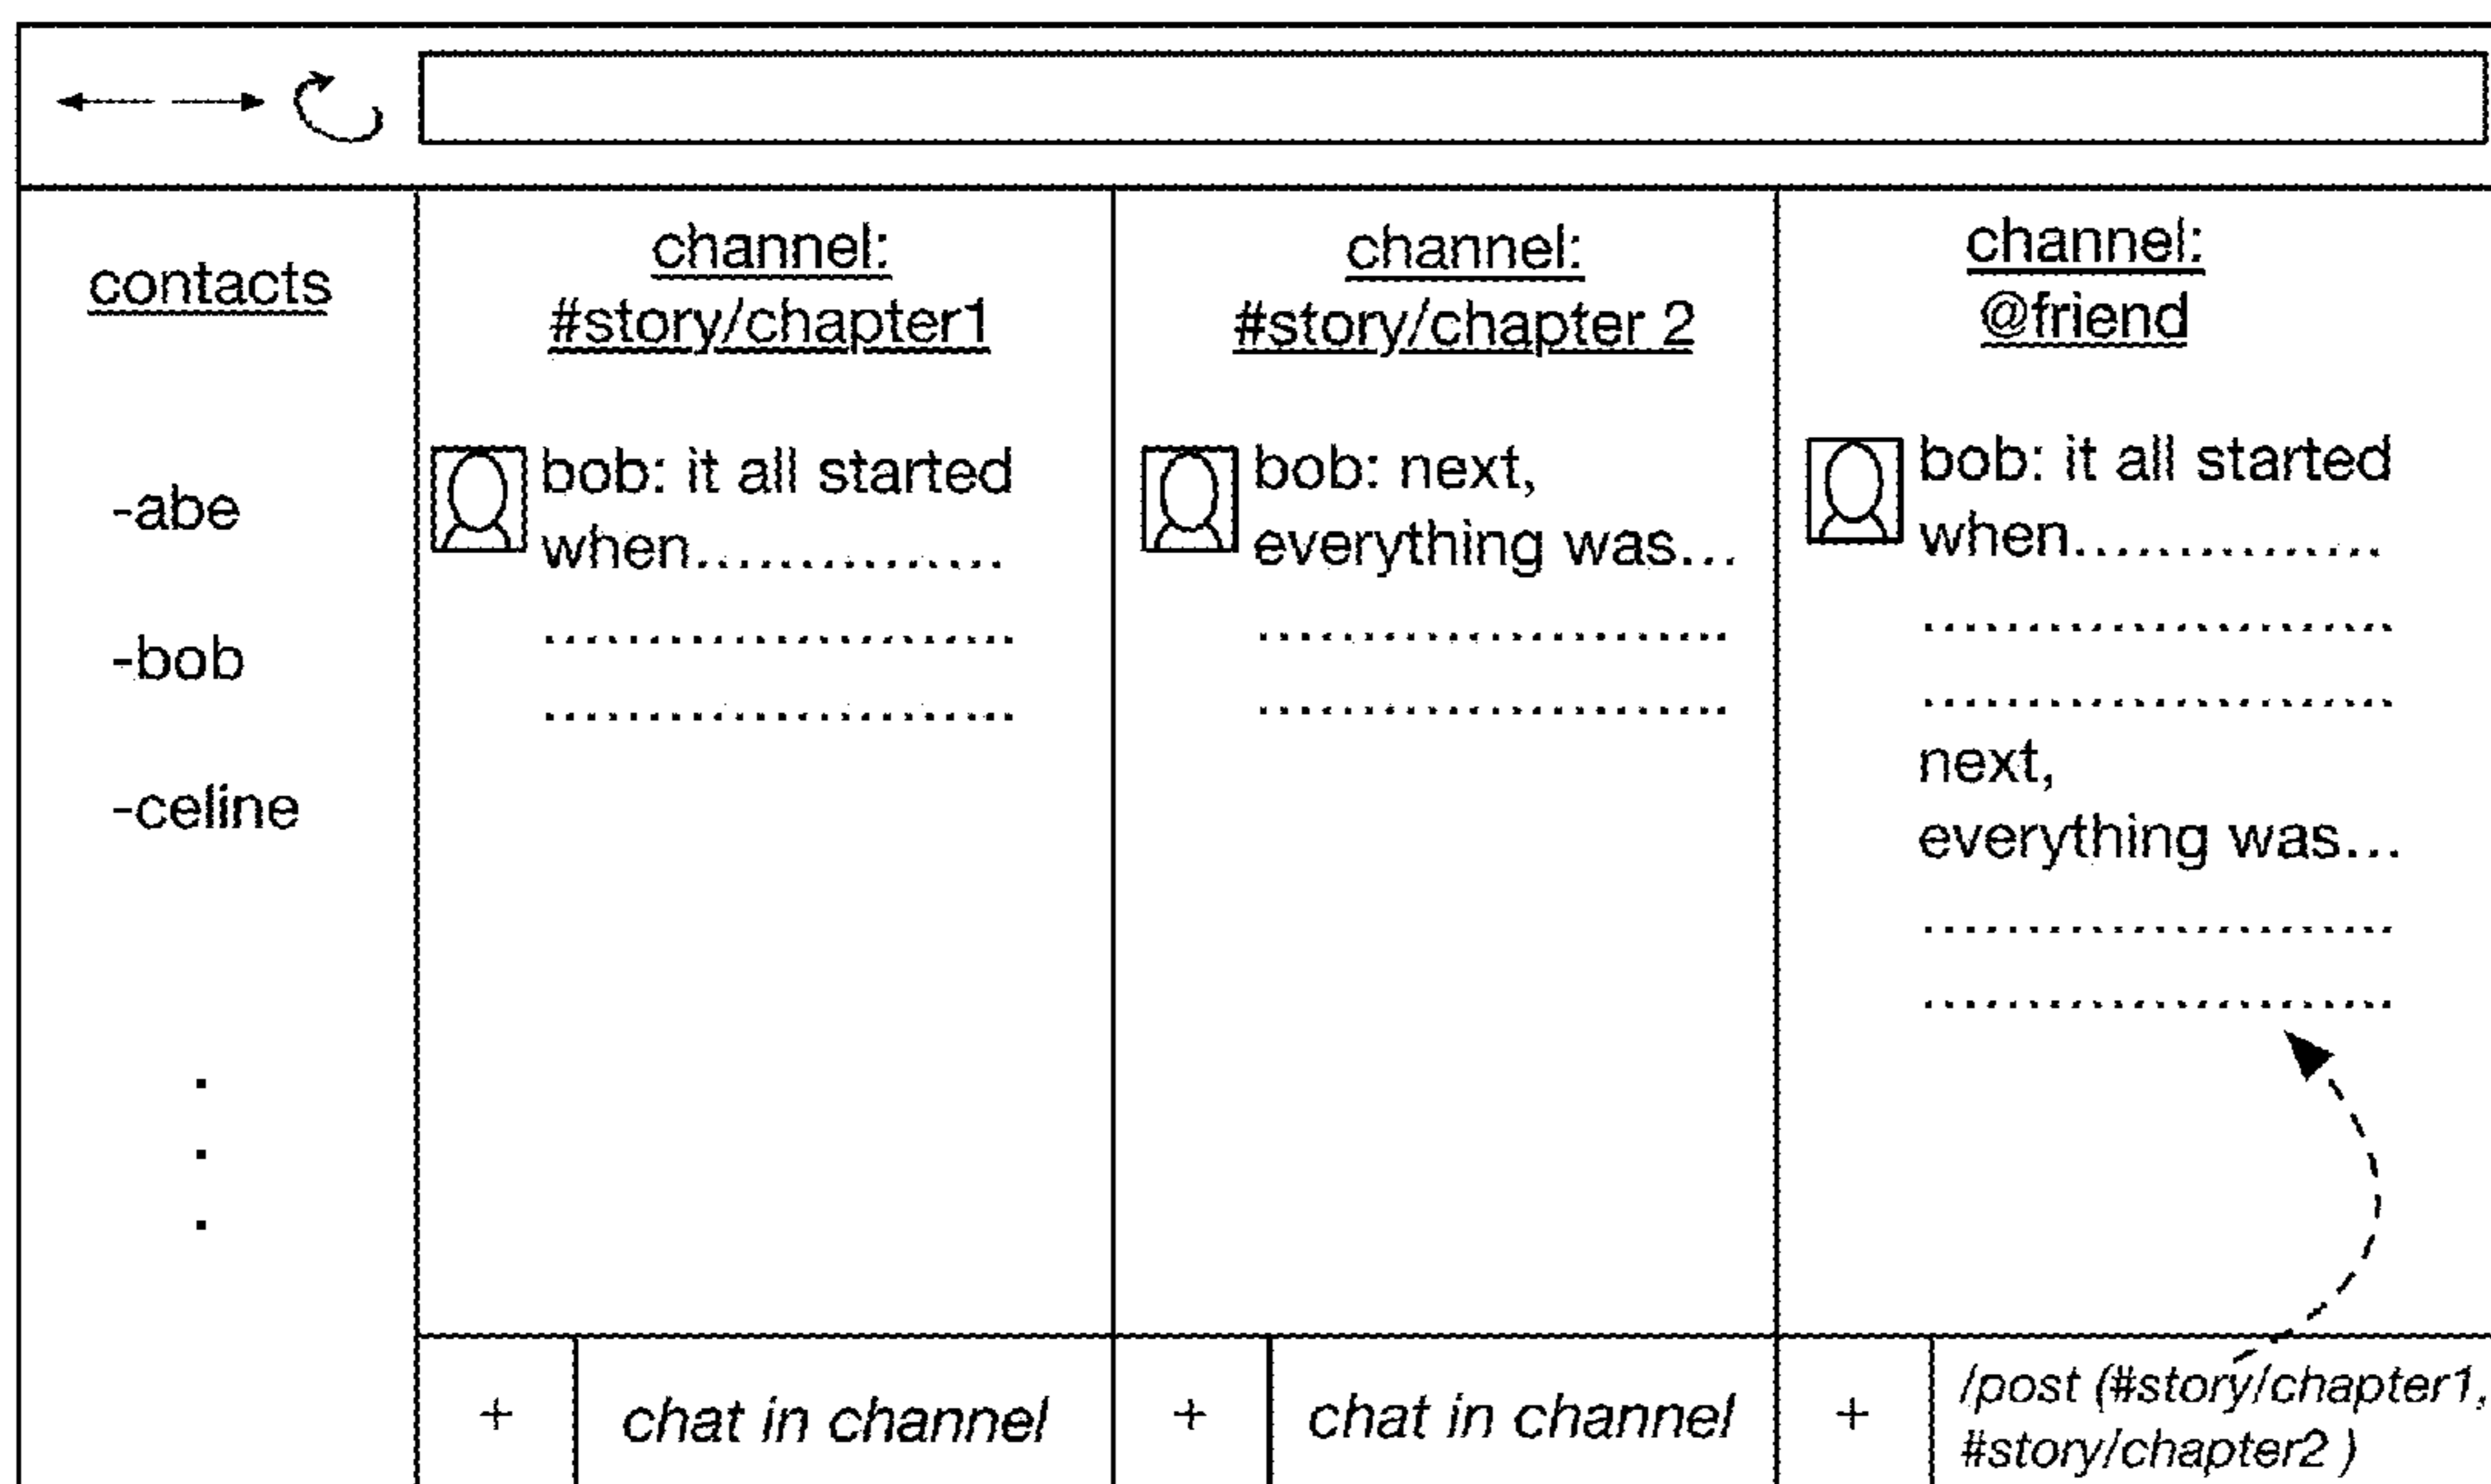 contacts
-abe
-bob
-celine
channel:
#story/chapter1
bob: it all started
when...............
.......................
.......................
+
chat in channel
channel:
#story/chapter 2
bob: next,
everything was...
.......................
.......................
+
chat in channel
channel:
@friend
bob: it all started
when...............
.......................
.......................
next,
everything was...
.......................
.......................
+
/post (#story/chapter1,
#story/chapter2 )